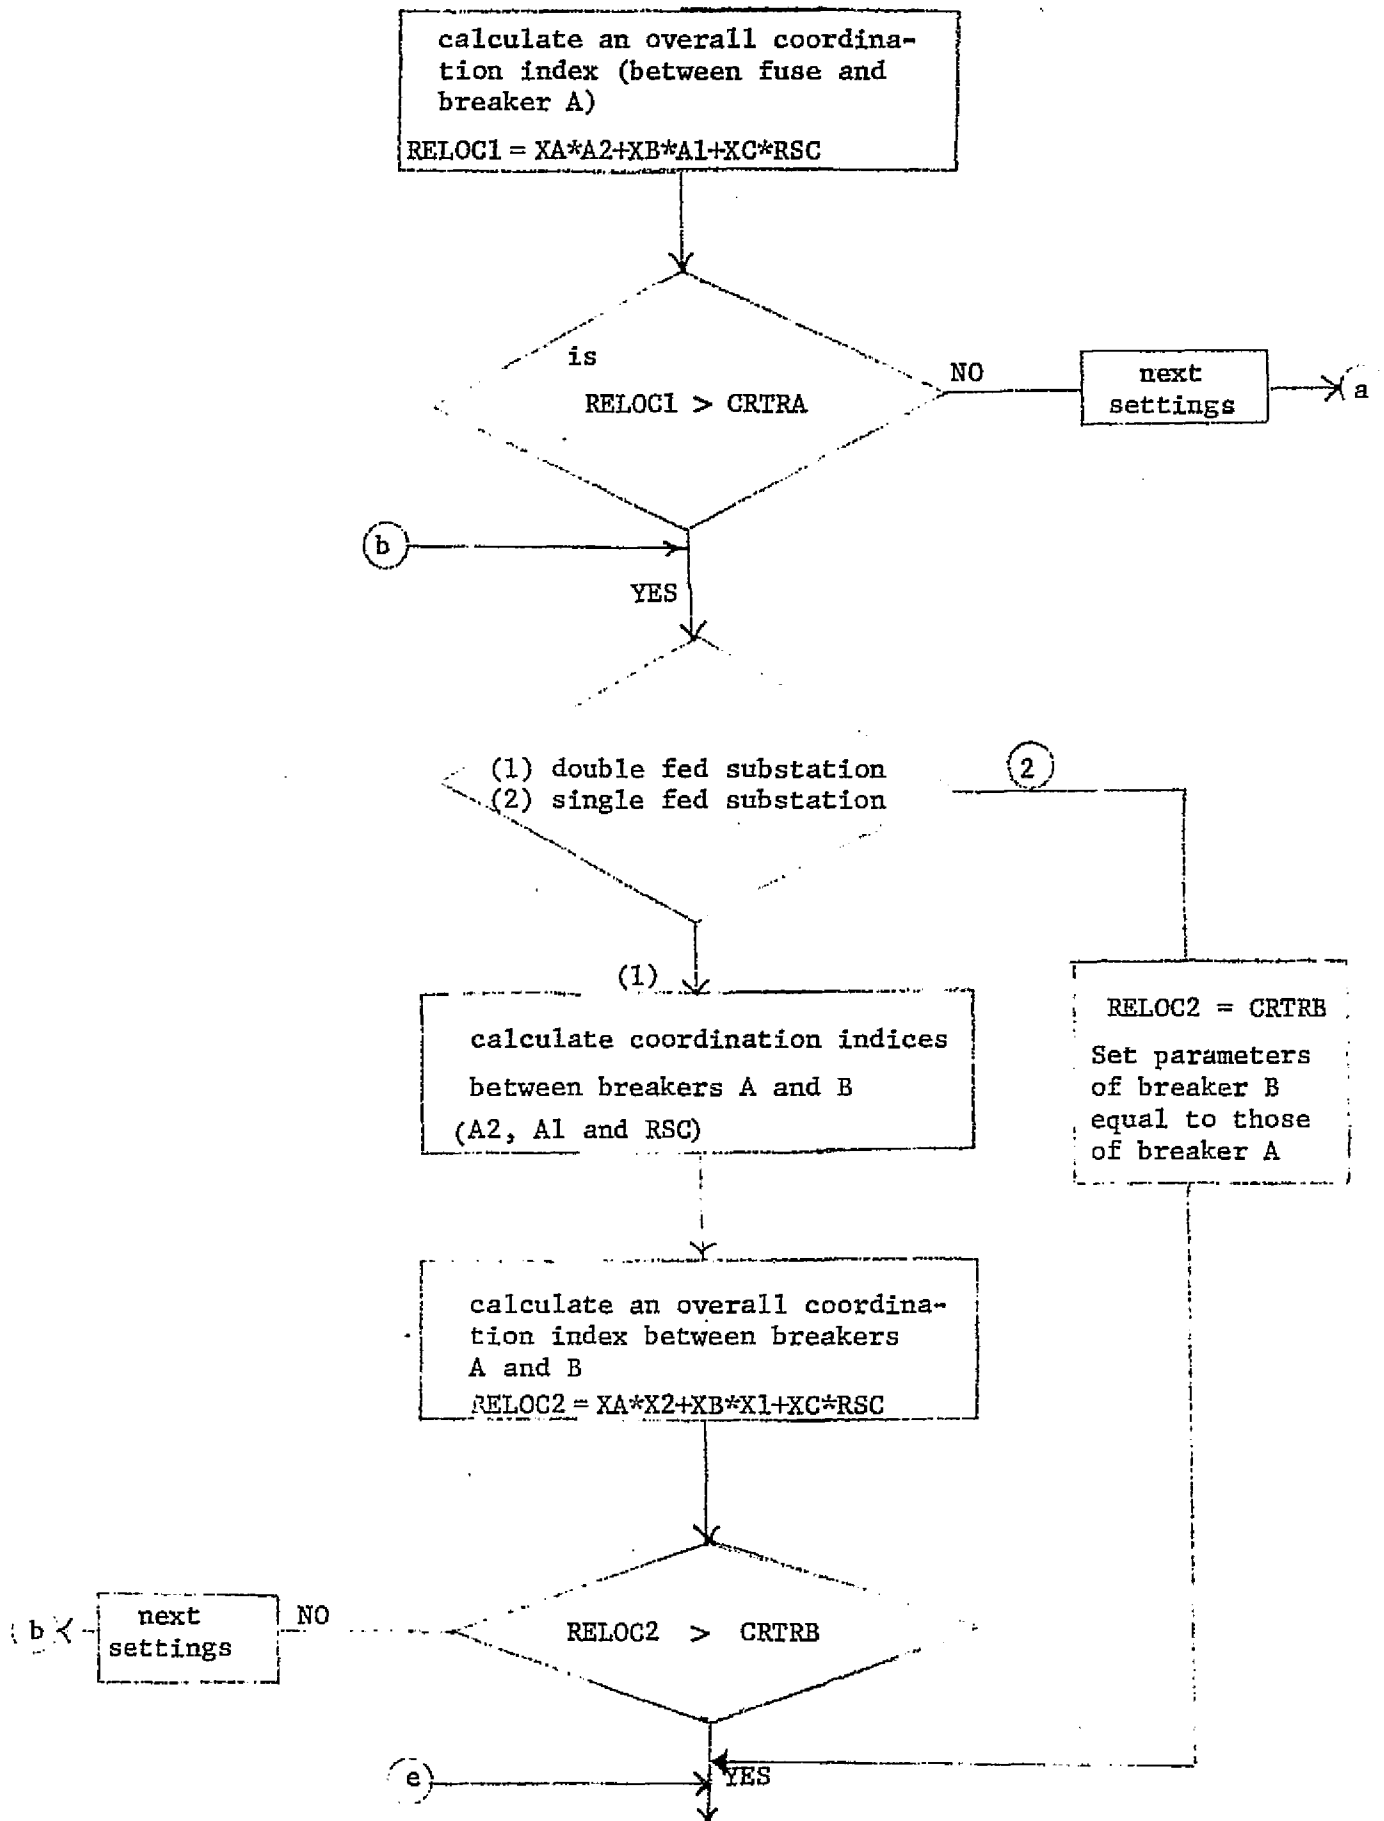 calculate an overall coordina-
tion index (between fuse and
breaker A)
RELOC1 = XA*A2+XB*A1+XC*RSC
is
RELOC1 > CRTRA
NO
next
settings
a
b
YES
(1) double fed substation
(2) single fed substation
2
(1)
calculate coordination indices
between breakers A and B
(A2, A1 and RSC)
RELOC2 = CRTRB
Set parameters
of breaker B
equal to those
of breaker A
calculate an overall coordina-
tion index between breakers
A and B
RELOC2 = XA*X2+XB*X1+XC*RSC
RELOC2 > CRTRB
NO
next
settings
b
YES
e